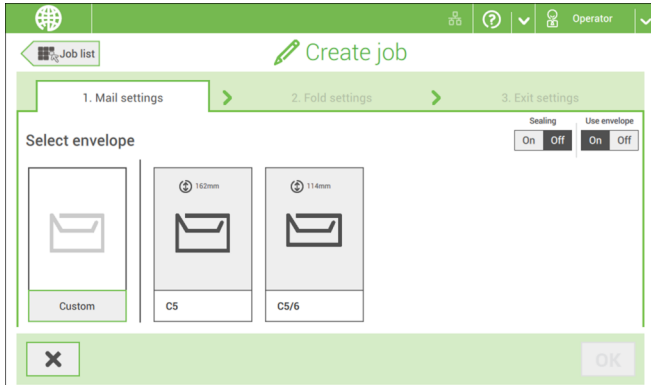 Operator
Job list
Create job
1. Mail settings
2. Fold settings
3. Exit settings
Select envelope
Sealing
On Off
Use envelope
On Off
162mm
114mm
Custom
C5
C5/6
OK